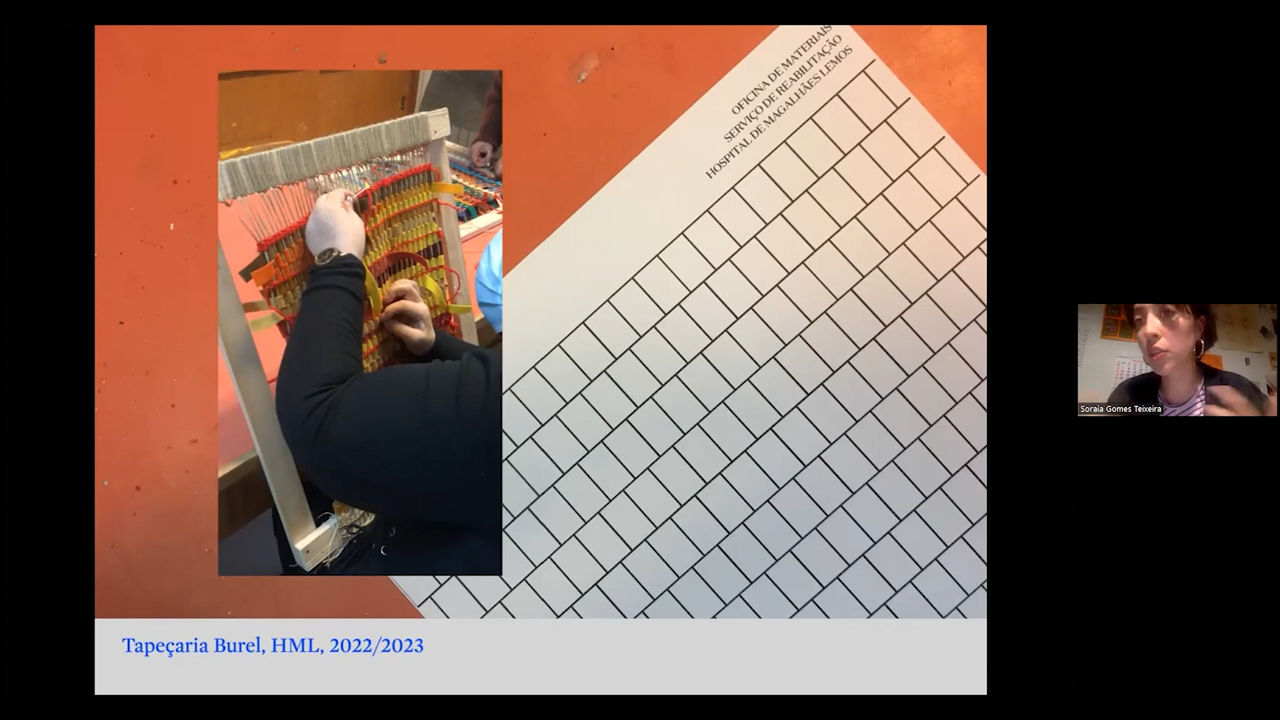 OFICINA DE MATERIAIS
SERVIÇO DE REABILITAÇÃO
HOSPITAL DE MAGALHÃES LEMOS
Tapeçaria Burel, HML, 2022/2023
Soraia Gomes Teixeira